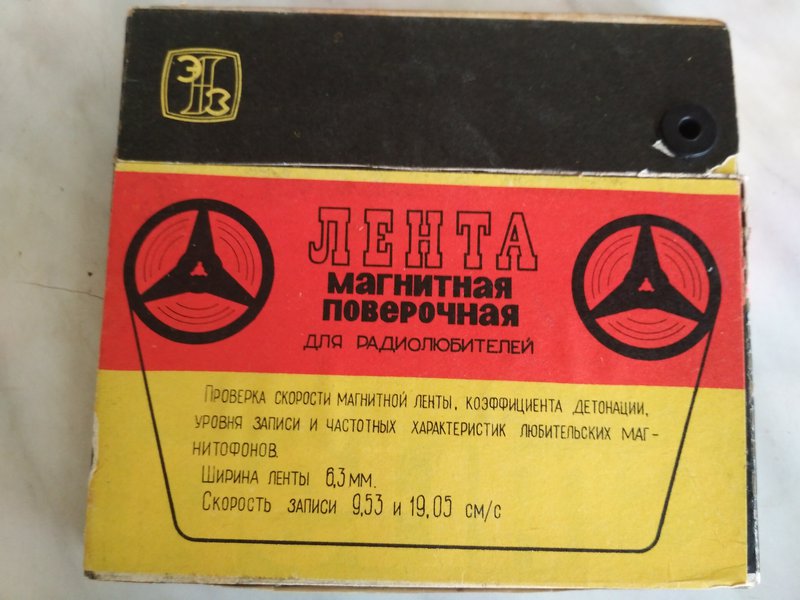 ЭЛЗ
ЛЕНТА
МАГНИТНАЯ
ПОВЕРОЧНАЯ
ДЛЯ РАДИОЛЮБИТЕЛЕЙ
ПРОВЕРКА СКОРОСТИ МАГНИТНОЙ ЛЕНТЫ, КОЭФФИЦИЕНТА ДЕТОНАЦИИ,
УРОВНЯ ЗАПИСИ И ЧАСТОТНЫХ ХАРАКТЕРИСТИК ЛЮБИТЕЛЬСКИХ МАГ-
НИТОФОНОВ.
ШИРИНА ЛЕНТЫ 6,3 ММ.
СКОРОСТЬ ЗАПИСИ 9,53 И 19,05 СМ/С